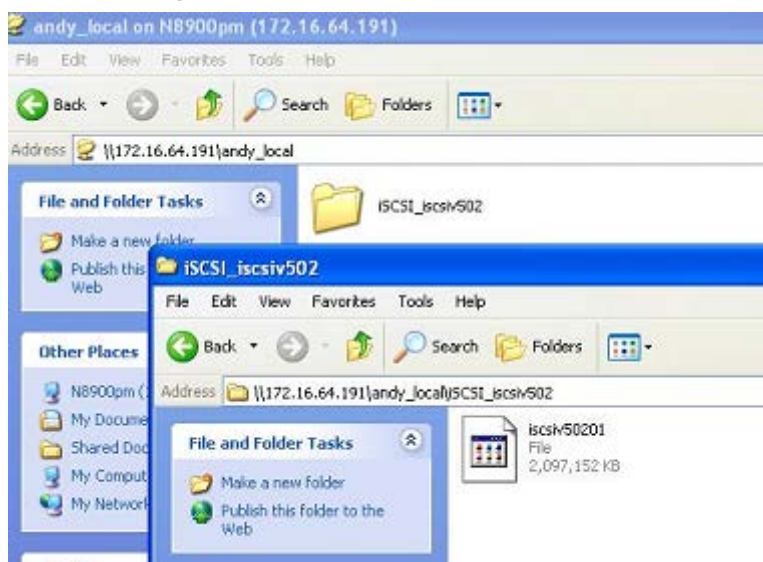 andy_local on N8900pm (172.16.64.191)
File Edit View Favorites Tools Help
Back Search Folders
Address \\172.16.64.191\andy_local
File and Folder Tasks
iSCSI_iscsiv502
Make a new folder
Publish this
Web
iSCSI_iscsiv502
File Edit View Favorites Tools Help
Back Search Folders
Address \\172.16.64.191\andy_local\iSCSI_iscsiv502
Other Places
N8900pm (
My Docume
Shared Doc
My Comput
My Network
File and Folder Tasks
Make a new folder
Publish this folder to the
Web
iscsiv50201
File
2,097,152 KB